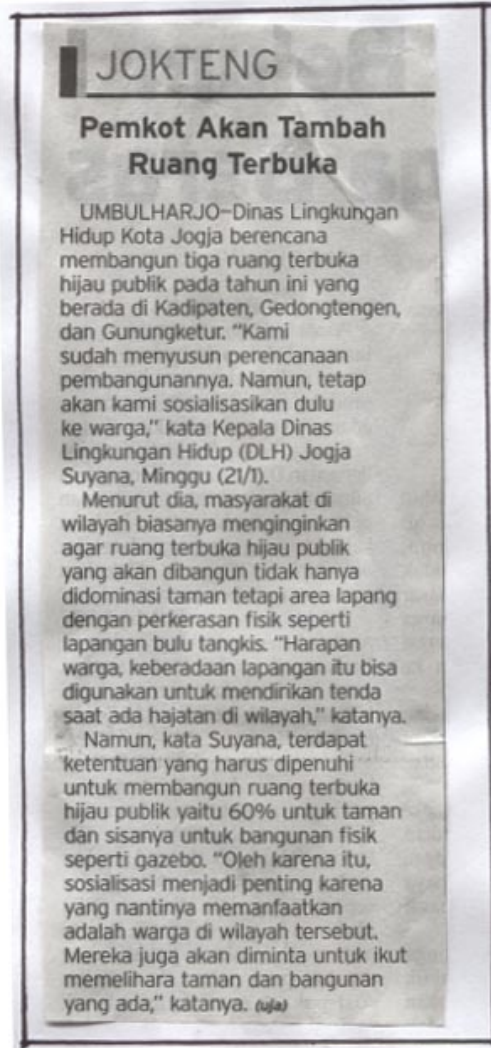 JOKTENG
Pemkot Akan Tambah
Ruang Terbuka
UMBULHARJO–Dinas Lingkungan
Hidup Kota Jogja berencana
membangun tiga ruang terbuka
hijau publik pada tahun ini yang
berada di Kadipaten, Gedongtengen,
dan Gunungketur. "Kami
sudah menyusun perencanaan
pembangunannya. Namun, tetap
akan kami sosialisasikan dulu
ke warga," kata Kepala Dinas
Lingkungan Hidup (DLH) Jogja
Suyana, Minggu (21/1).
Menurut dia, masyarakat di
wilayah biasanya menginginkan
agar ruang terbuka hijau publik
yang akan dibangun tidak hanya
didominasi taman tetapi area lapang
dengan perkerasan fisik seperti
lapangan bulu tangkis. "Harapan
warga, keberadaan lapangan itu bisa
digunakan untuk mendirikan tenda
saat ada hajatan di wilayah," katanya.
Namun, kata Suyana, terdapat
ketentuan yang harus dipenuhi
untuk membangun ruang terbuka
hijau publik yaitu 60% untuk taman
dan sisanya untuk bangunan fisik
seperti gazebo. "Oleh karena itu,
sosialisasi menjadi penting karena
yang nantinya memanfaatkan
adalah warga di wilayah tersebut.
Mereka juga akan diminta untuk ikut
memelihara taman dan bangunan
yang ada," katanya. (uja)